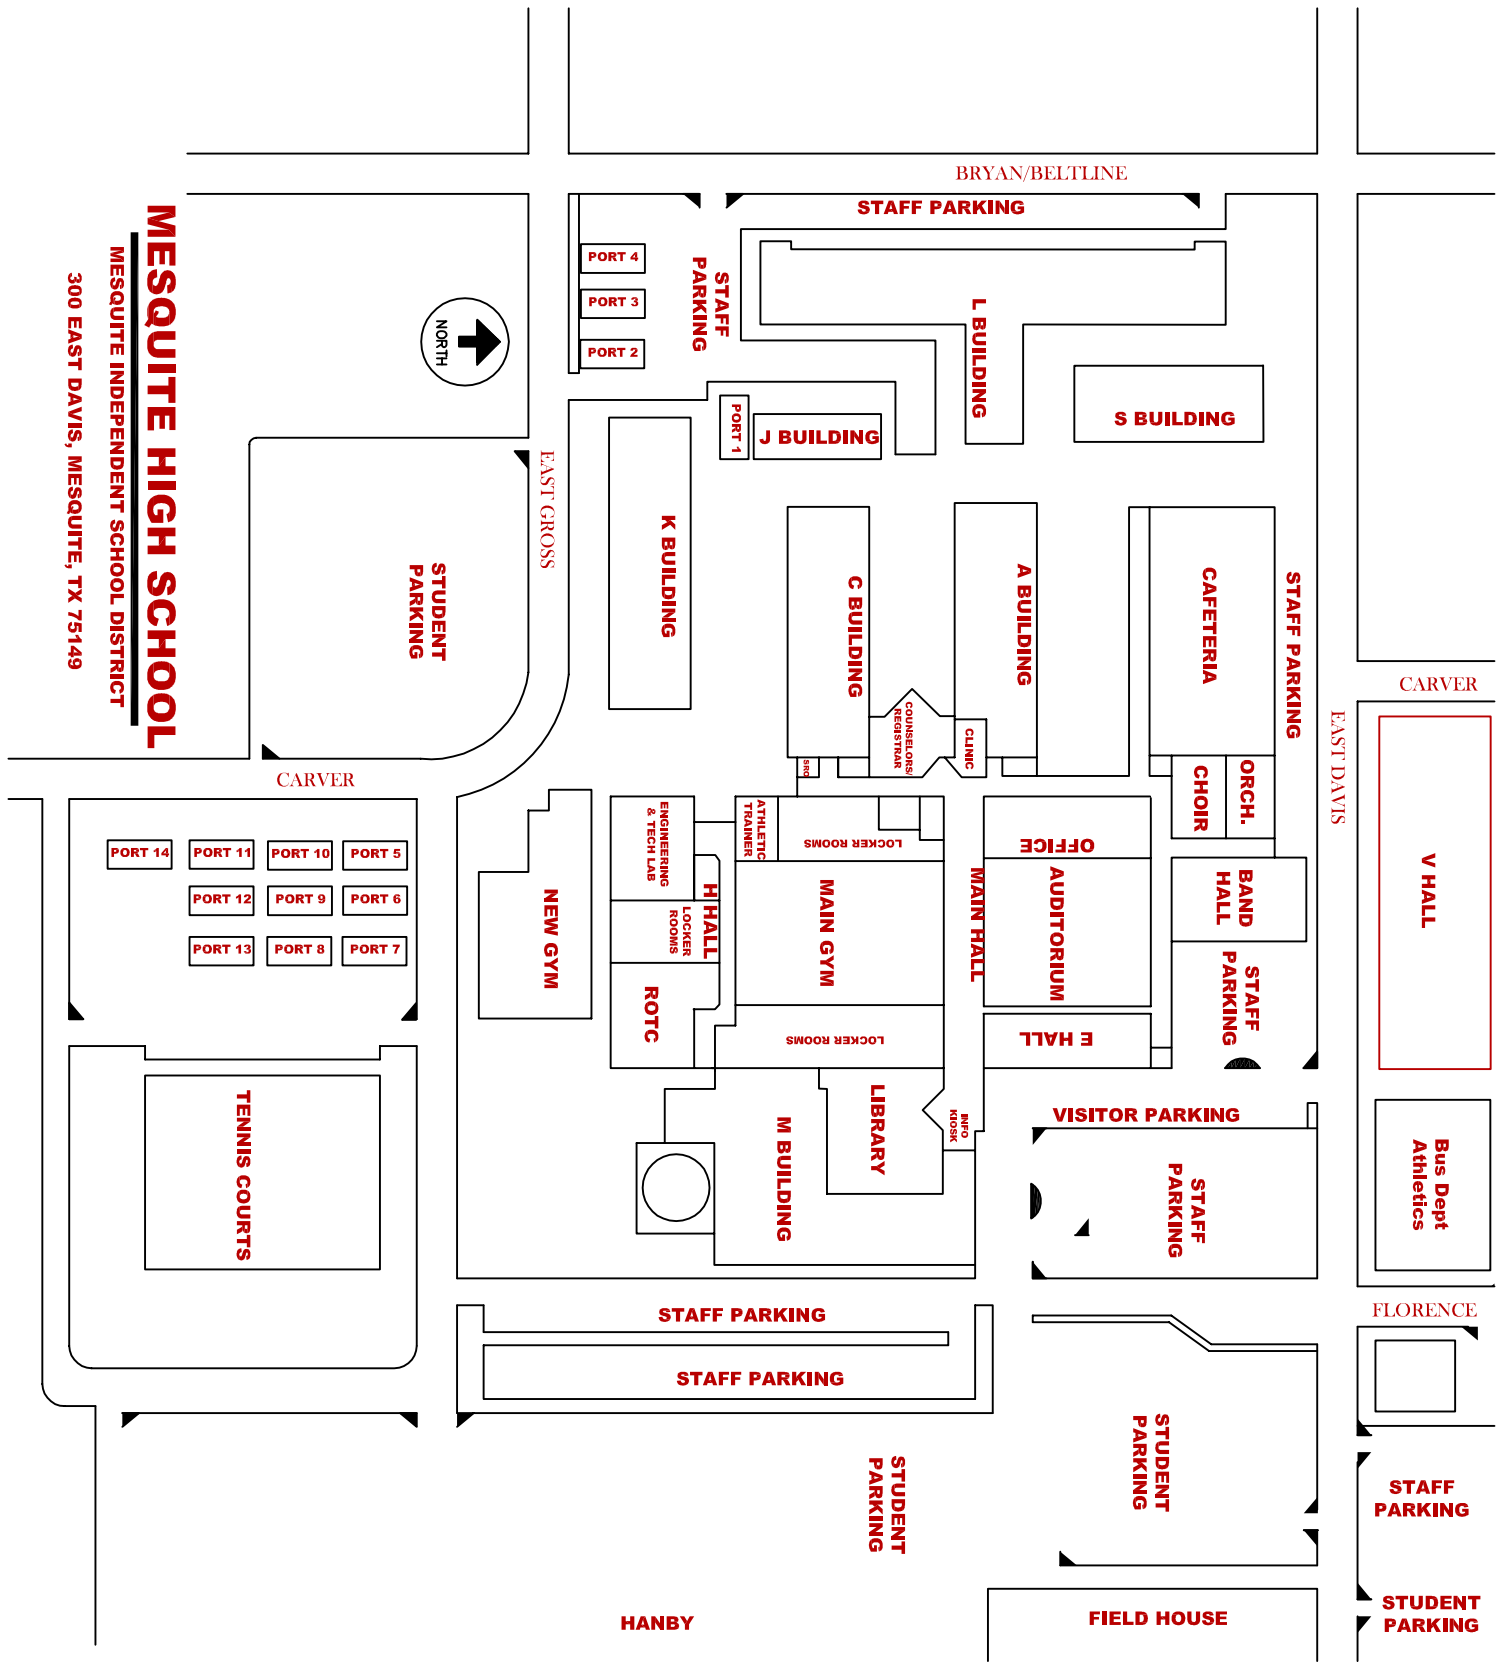 MESQUITE HIGH SCHOOL
MESQUITE INDEPENDENT SCHOOL DISTRICT
300 EAST DAVIS, MESQUITE, TX 75149
NORTH
BRYAN/BELTLINE
STAFF PARKING
PORT 4
PORT 3
PORT 2
STAFF
PARKING
L BUILDING
S BUILDING
PORT 1
J BUILDING
EAST GROSS
K BUILDING
STUDENT
PARKING
C BUILDING
A BUILDING
CAFETERIA
STAFF PARKING
CARVER
EAST DAVIS
COUNSELORS/
REGISTRAR
CLINIC
SRO
CHOIR
ORCH.
CARVER
PORT 14
PORT 11
PORT 10
PORT 5
PORT 12
PORT 9
PORT 6
PORT 13
PORT 8
PORT 7
NEW GYM
ENGINEERING
& TECH LAB
H HALL
LOCKER
ROOMS
ROTC
ATHLETIC
TRAINER
LOCKER ROOMS
MAIN GYM
LOCKER ROOMS
MAIN HALL
OFFICE
AUDITORIUM
E HALL
BAND
HALL
STAFF
PARKING
V HALL
TENNIS COURTS
M BUILDING
LIBRARY
INFO
KIOSK
VISITOR PARKING
STAFF
PARKING
Bus Dept
Athletics
FLORENCE
STAFF PARKING
STAFF PARKING
STUDENT
PARKING
STUDENT
PARKING
STAFF
PARKING
HANBY
FIELD HOUSE
STUDENT
PARKING